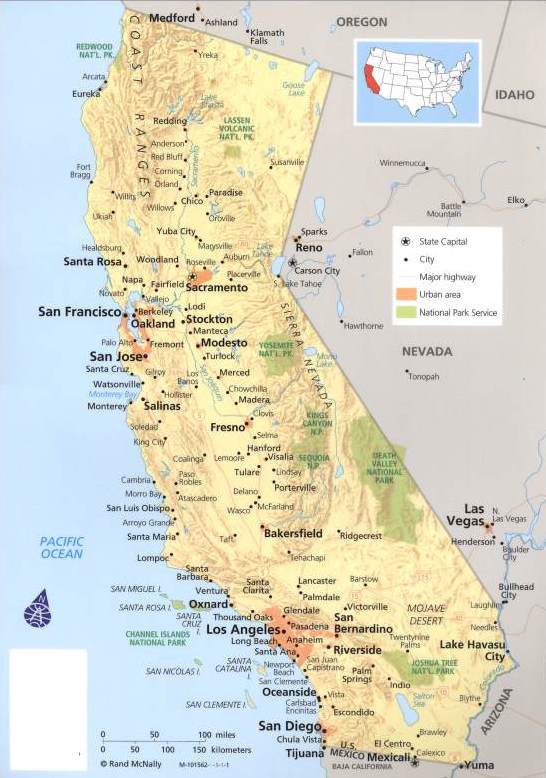 Medford
Ashland
Klamath
Falls
OREGON
IDAHO
REDWOOD
NAT'L. PK.
COAST RANGES
Yreka
Arcata
Eureka
Goose
Lake
Lake
Shasta
Redding
LASSEN
VOLCANIC
NAT'L. PK.
Anderson
Red Bluff
Sacramento
Susanville
Winnemucca
Corning
Orland
Fort
Bragg
Willits
Willows
Chico
Paradise
Oroville
Battle
Mountain
Elko
Ukiah
Yuba City
Marysville
Sparks
Reno
Fallon
Healdsburg
Santa Rosa
Woodland
Roseville
Auburn
Lake
Tahoe
Carson City
Placerville
S. Lake Tahoe
Napa
Fairfield
Sacramento
Novato
Vallejo
State Capital
City
Major highway
Urban area
National Park Service
San Francisco
Berkeley
Oakland
Lodi
Stockton
Manteca
Hawthorne
SIERRA NEVADA
Palo Alto
Fremont
Modesto
YOSEMITE
NAT'L. PK.
Mono
Lake
NEVADA
San Jose
Turlock
Santa Cruz
Gilroy
Los
Banos
Merced
San Joaquin
Tonopah
Watsonville
Hollister
Chowchilla
Monterey Bay
Madera
Monterey
Salinas
Clovis
Soledad
Fresno
KINGS
CANYON
N.P.
King City
Selma
Hanford
Coalinga
Lemoore
Visalia
SEQUOIA
N.P.
DEATH
VALLEY
NATIONAL
PARK
Tulare
Lindsay
Cambria
Paso
Robles
Porterville
Morro Bay
Atascadero
Delano
San Luis Obispo
Wasco
McFarland
Las
Vegas
N.
Las Vegas
Arroyo Grande
Santa Maria
Taft
Bakersfield
Ridgecrest
Henderson
Boulder
City
PACIFIC
OCEAN
Lompoc
Tehachapi
Santa
Barbara
Bullhead
City
SAN MIGUEL I.
Ventura
Santa
Clarita
Lancaster
Barstow
Palmdale
SANTA ROSA I.
Oxnard
Glendale
Victorville
MOJAVE
DESERT
Laughlin
SANTA
CRUZ
I.
Thousand Oaks
Pasadena
San
Bernardino
Needles
CHANNEL ISLANDS
NATIONAL PARK
Los Angeles
Long Beach
Anaheim
Santa Ana
Riverside
Twentynine
Palms
Lake Havasu
City
SAN NICOLAS I.
SANTA
CATALINA
I.
Newport
Beach
San Juan
Capistrano
Palm
Springs
JOSHUA TREE
NAT'L. PK.
San Clemente
Indio
Colorado
SAN CLEMENTE I.
Oceanside
Vista
Carlsbad
Encinitas
Escondido
Salton
Sea
Blythe
ARIZONA
San Diego
Brawley
Chula Vista
El Centro
Calexico
Tijuana
U.S.
MEXICO
Mexicali
BAJA CALIFORNIA
Yuma
0 50 100 miles
0 50 100 150 kilometers
© Rand McNally